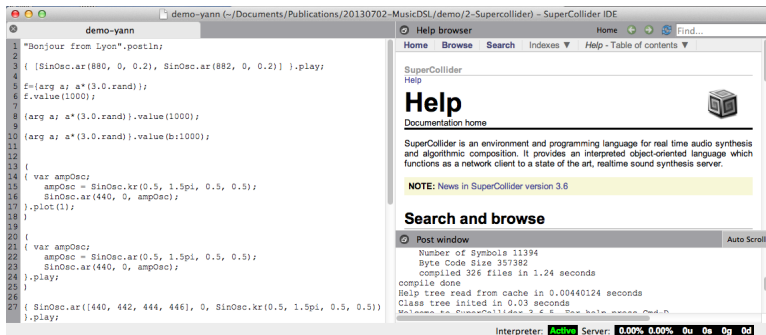 demo-yann (~/Documents/Publications/20130702-MusicDSL/demo/2-Supercollider) – SuperCollider IDE
demo-yann
1 "Bonjour from Lyon".postln;
2
3 { [SinOsc.ar(880, 0, 0.2), SinOsc.ar(882, 0, 0.2)] }.play;
4
5 f={arg a; a*(3.0.rand)};
6 f.value(1000);
7
8 {arg a; a*(3.0.rand)}.value(1000);
9
10 {arg a; a*(3.0.rand)}.value(b:1000);
11
12
13 (
14 { var ampOsc;
15 ampOsc = SinOsc.kr(0.5, 1.5pi, 0.5, 0.5);
16 SinOsc.ar(440, 0, ampOsc);
17 }.plot(1);
18 )
19
20 (
21 { var ampOsc;
22 ampOsc = SinOsc.kr(0.5, 1.5pi, 0.5, 0.5);
23 SinOsc.ar(440, 0, ampOsc);
24 }.play;
25 )
26
27 { SinOsc.ar([440, 442, 444, 446], 0, SinOsc.kr(0.5, 1.5pi, 0.5, 0.5))
}.play;
Help browser
Home
Find...
Home Browse Search Indexes ▼ Help - Table of contents ▼
SuperCollider
Help
Help
Documentation home
SuperCollider is an environment and programming language for real time audio synthesis
and algorithmic composition. It provides an interpreted object-oriented language which
functions as a network client to a state of the art, realtime sound synthesis server.
NOTE: News in SuperCollider version 3.6
Search and browse
Post window
Auto Scroll
Number of Symbols 11394
Byte Code Size 357382
compiled 326 files in 1.24 seconds
compile done
Help tree read from cache in 0.00440124 seconds
Class tree inited in 0.03 seconds
Welcome to SuperCollider 3.6.5. For help press Cmd-D.
Interpreter: Active Server: 0.00% 0.00% 0u 0s 0g 0d